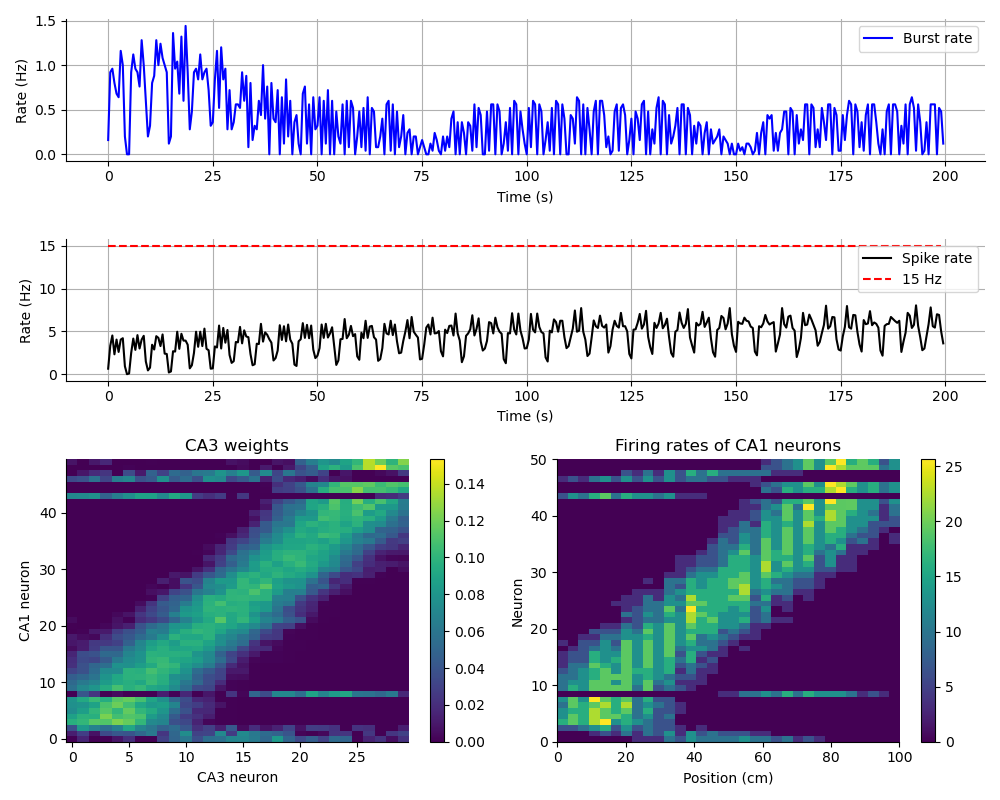 1.5
1.0
0.5
0.0
Rate (Hz)
Burst rate
0 25 50 75 100 125 150 175 200
Time (s)
15
10
5
0
Rate (Hz)
Spike rate
15 Hz
0 25 50 75 100 125 150 175 200
Time (s)
CA3 weights
40
30
20
10
0
CA1 neuron
0 5 10 15 20 25
CA3 neuron
0.14
0.12
0.10
0.08
0.06
0.04
0.02
0.00
Firing rates of CA1 neurons
50
40
30
20
10
0
Neuron
0 20 40 60 80 100
Position (cm)
25
20
15
10
5
0